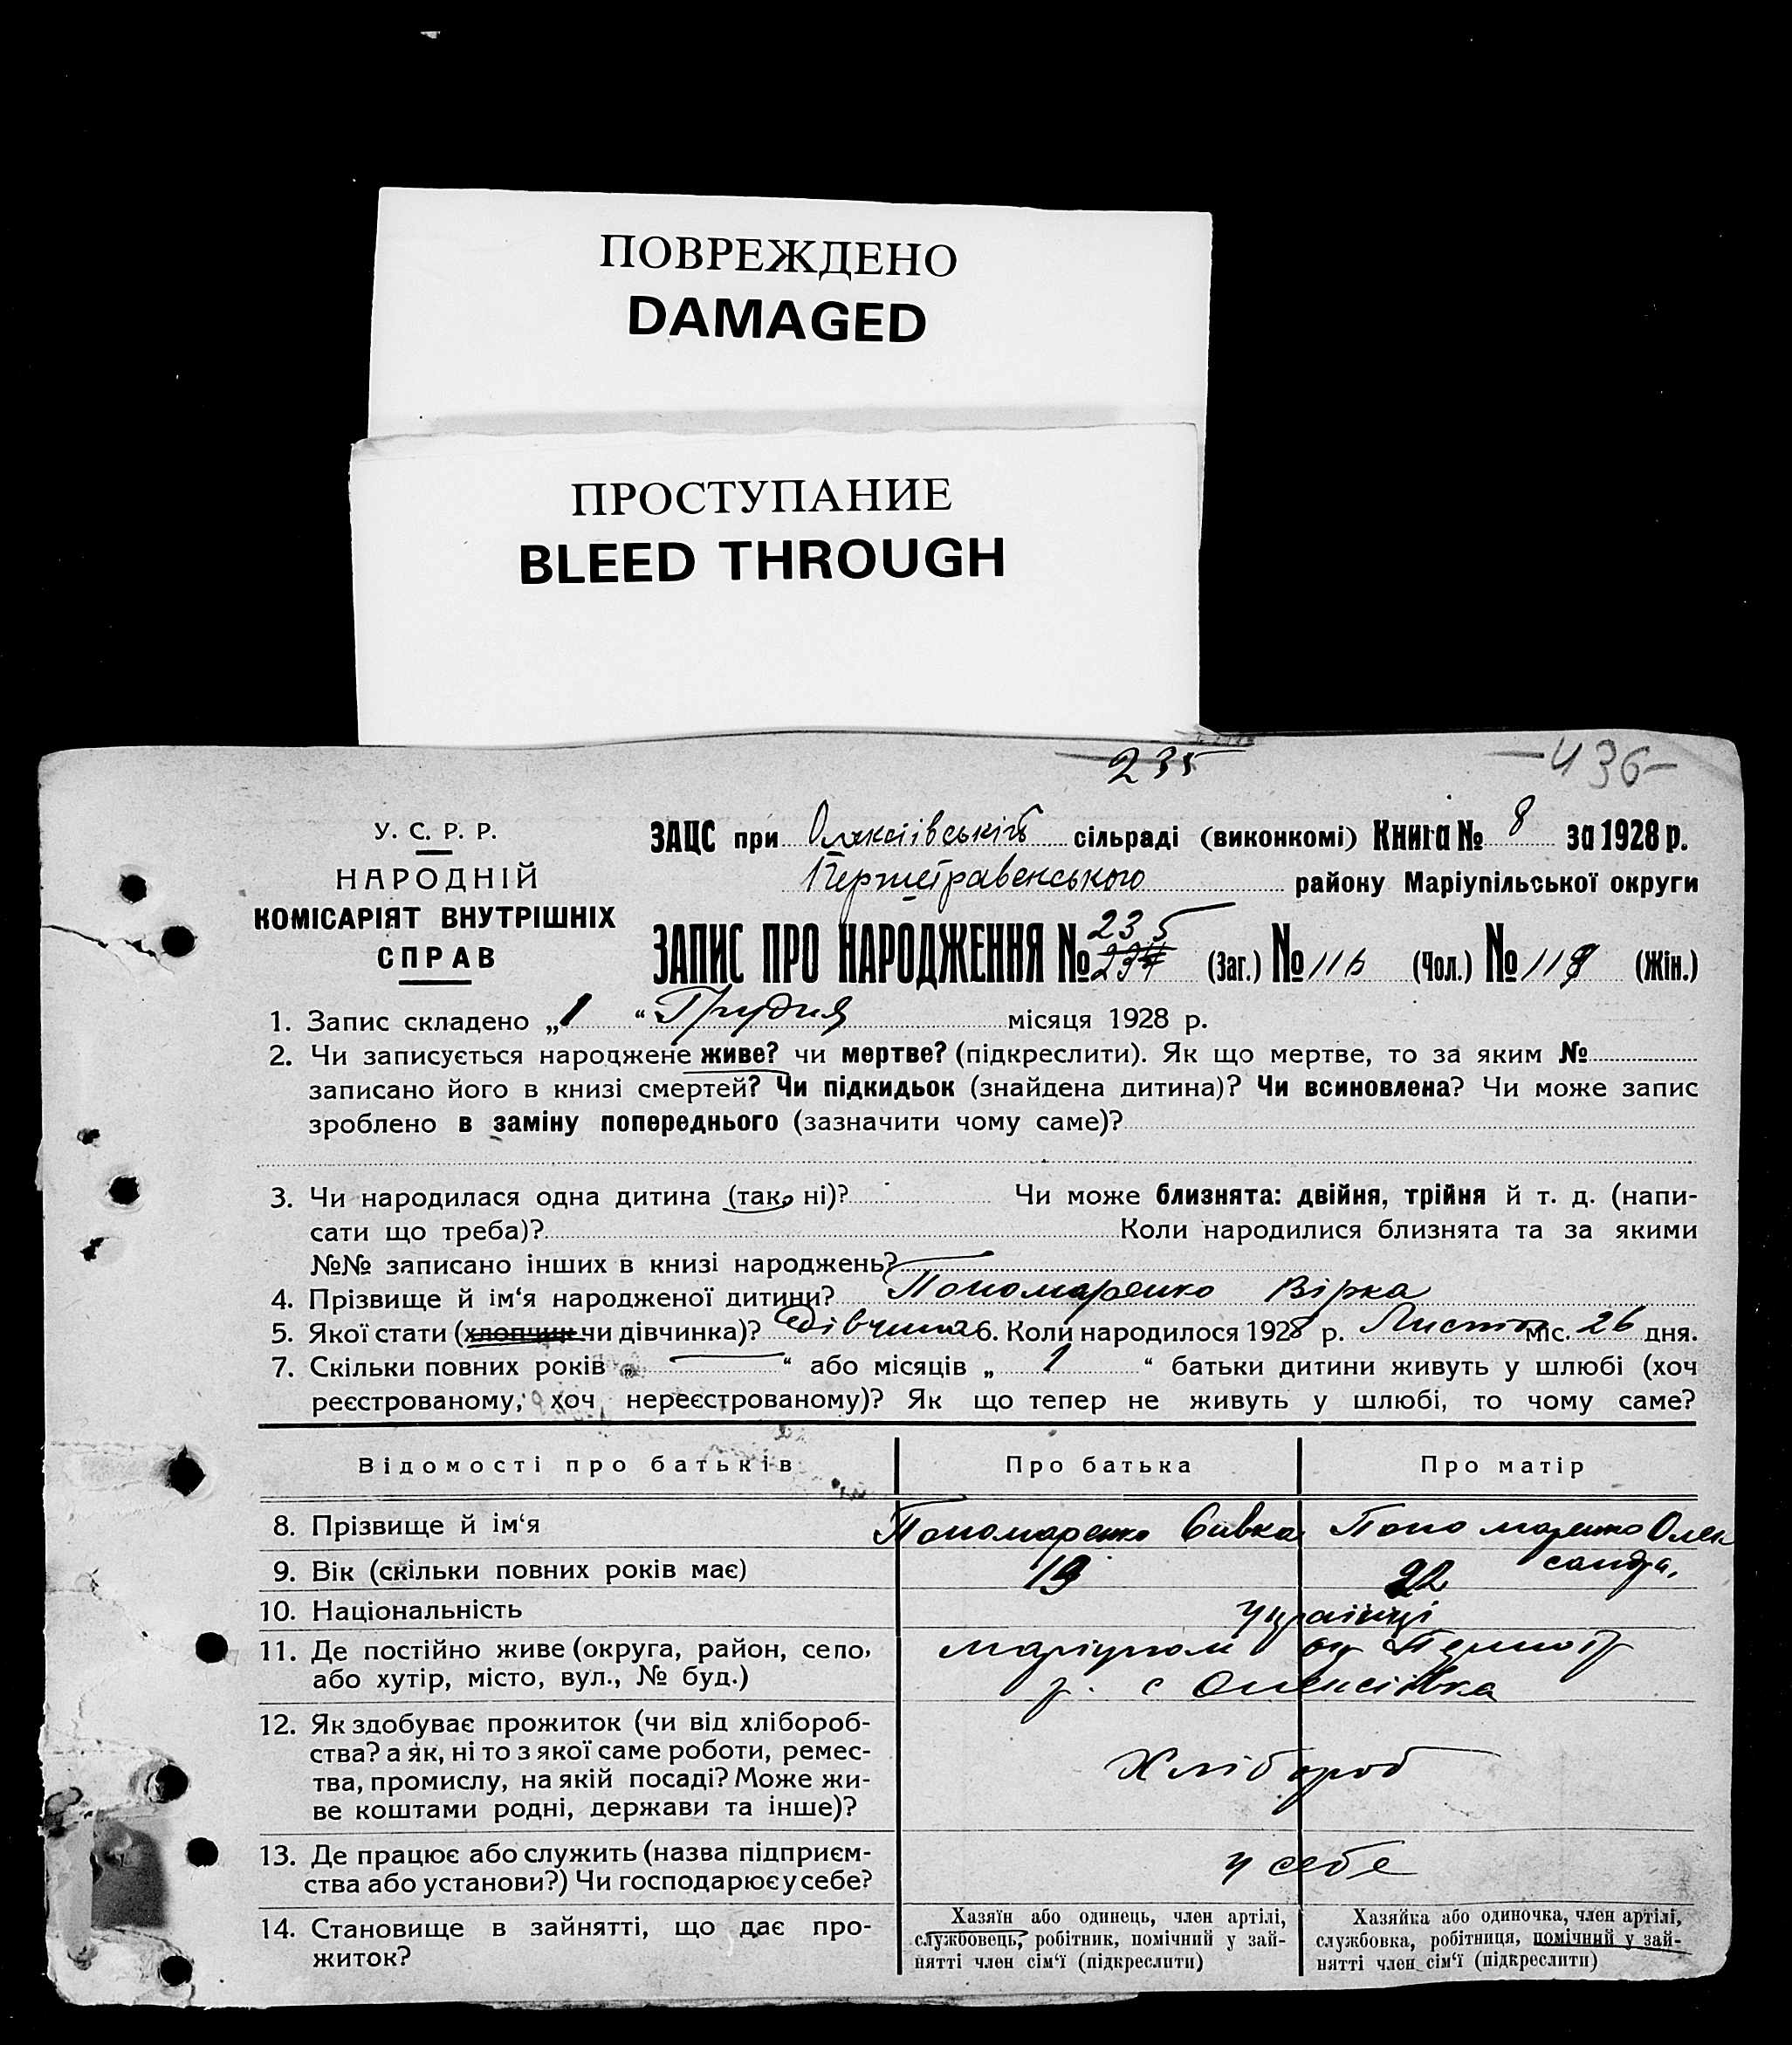 ПОВРЕЖДЕНО
DAMAGED
ПРОСТУПАНИЕ
BLEED THROUGH
235
-436-
У. С. Р. Р.
НАРОДНІЙ
КОМІСАРІЯТ ВНУТРІШНІХ
СПРАВ
ЗАЦС при Олексіївській сільраді (виконкомі) Книга № 8 за 1928 р.
Першотравенського району Маріупільської округи
235
ЗАПИС ПРО НАРОДЖЕННЯ № 237 (Заг.) № 116 (Чол.) № 118 (Жін.)
1. Запис складено „1“ Грудня місяця 1928 р.
2. Чи записується народжене живе? чи мертве? (підкреслити). Як що мертве, то за яким №
записано його в книзі смертей? Чи підкидьок (знайдена дитина)? Чи всиновлена? Чи може запис
зроблено в заміну попереднього (зазначити чому саме)?
3. Чи народилася одна дитина (так, ні)? Чи може близнята: двійня, трійня й т. д. (напи-
сати що треба)? Коли народилися близнята та за якими
№№ записано інших в книзі народжень?
4. Прізвище й ім‘я народженої дитини? Пономаренко Вірка
5. Якої стати (хлопчик чи дівчинка)? дівчина 6. Коли народилося 1928 р. Листоп міс. 26 дня.
7. Скільки повних років „ — “ або місяців „ 1 “ батьки дитини живуть у шлюбі (хоч
реєстрованому, хоч нереєстрованому)? Як що тепер не живуть у шлюбі, то чому саме?
Відомості про батьків Про батька Про матір
8. Прізвище й ім‘я Пономаренко Савка Пономаренко Олек
сандра,
9. Вік (скільки повних років має) 19 22
10. Національність українці
11. Де постійно живе (округа, район, село,
або хутір, місто, вул., № буд.)
маріупол ок Першотр
р. с Олексіївка
12. Як здобуває прожиток (чи від хлібороб-
ства? а як, ні то з якої саме роботи, ремес-
тва, промислу, на якій посаді? Може жи-
ве коштами родні, держави та інше)?
Хлібороб
13. Де працює або служить (назва підприєм-
ства або установи?) Чи господарює у себе?
у себе
14. Становище в зайнятті, що дає про-
житок?
Хазяїн або одинець, член артілі,
службовець, робітник, помічний у зай-
нятті член сім‘ї (підкреслити)
Хазяйка або одиночка, член артілі,
службовка, робітниця, помічний у зай-
нятті член сім‘ї (підкреслити)